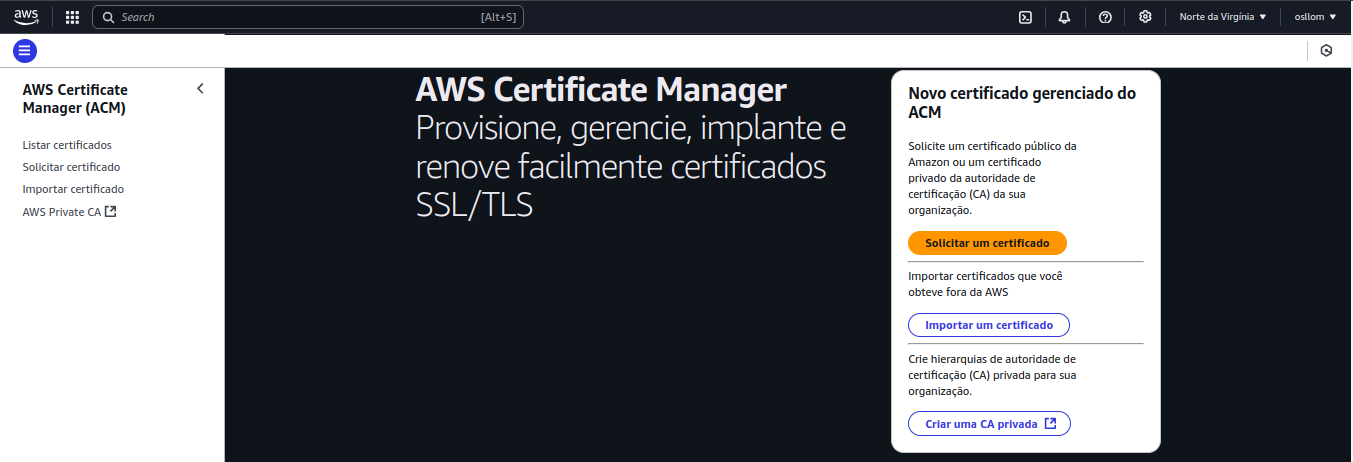 aws
Search
[Alt+S]
Norte da Virgínia
osllom
AWS Certificate
Manager (ACM)
Listar certificados
Solicitar certificado
Importar certificado
AWS Private CA
AWS Certificate Manager
Provisione, gerencie, implante e
renove facilmente certificados
SSL/TLS
Novo certificado gerenciado do
ACM
Solicite um certificado público da
Amazon ou um certificado
privado da autoridade de
certificação (CA) da sua
organização.
Solicitar um certificado
Importar certificados que você
obteve fora da AWS
Importar um certificado
Crie hierarquias de autoridade de
certificação (CA) privada para sua
organização.
Criar uma CA privada